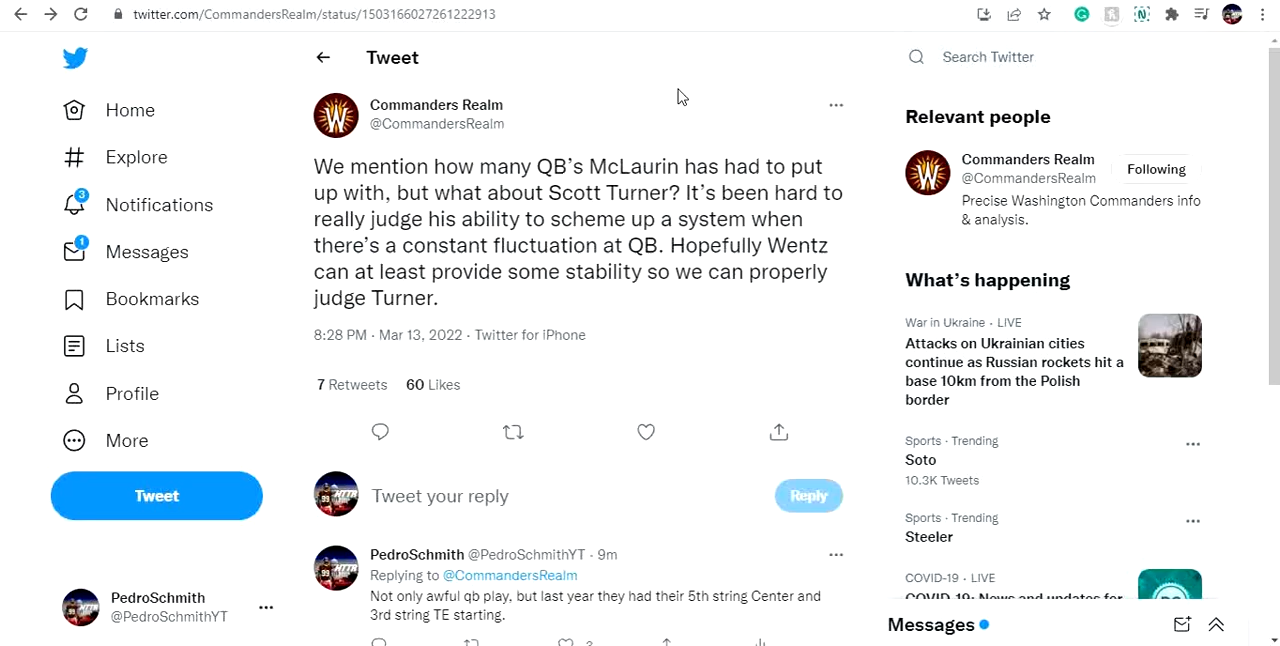 twitter.com/CommandersRealm/status/1503166027261222913
Tweet
Search Twitter
Home
Explore
3
Notifications
1
Messages
Bookmarks
Lists
Profile
More
Tweet
PedroSchmith
@PedroSchmithYT
Commanders Realm
@CommandersRealm
We mention how many QB's McLaurin has had to put
up with, but what about Scott Turner? It's been hard to
really judge his ability to scheme up a system when
there's a constant fluctuation at QB. Hopefully Wentz
can at least provide some stability so we can properly
judge Turner.
8:28 PM · Mar 13, 2022 · Twitter for iPhone
7 Retweets 60 Likes
Tweet your reply
Reply
PedroSchmith @PedroSchmithYT · 9m
Replying to @CommandersRealm
Not only awful qb play, but last year they had their 5th string Center and
3rd string TE starting.
Relevant people
Commanders Realm
@CommandersRealm
Following
Precise Washington Commanders info
& analysis.
What's happening
War in Ukraine · LIVE
Attacks on Ukrainian cities
continue as Russian rockets hit a
base 10km from the Polish
border
Sports · Trending
Soto
10.3K Tweets
Sports · Trending
Steeler
COVID-19 · LIVE
COVID-19: News and updates for
Messages